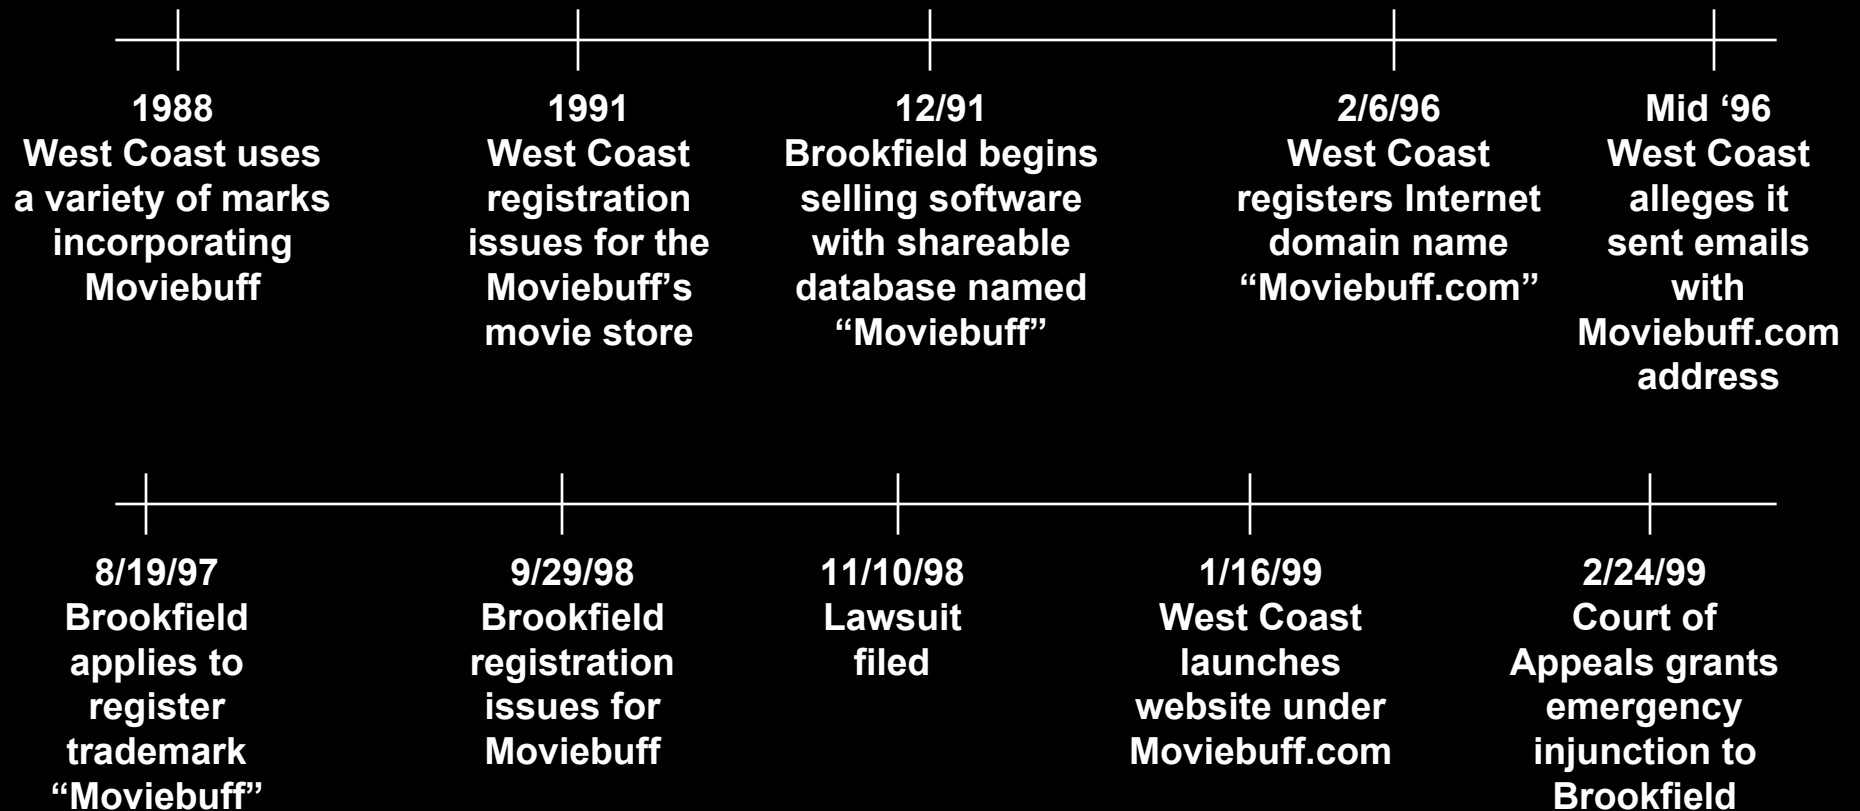 1988
West Coast uses
a variety of marks
incorporating
Moviebuff
1991
West Coast
registration
issues for the
Moviebuff’s
movie store
12/91
Brookfield begins
selling software
with shareable
database named
“Moviebuff”
2/6/96
West Coast
registers Internet
domain name
“Moviebuff.com”
Mid ‘96
West Coast
alleges it
sent emails
with
Moviebuff.com
address
8/19/97
Brookfield
applies to
register
trademark
“Moviebuff”
9/29/98
Brookfield
registration
issues for
Moviebuff
11/10/98
Lawsuit
filed
1/16/99
West Coast
launches
website under
Moviebuff.com
2/24/99
Court of
Appeals grants
emergency
injunction to
Brookfield